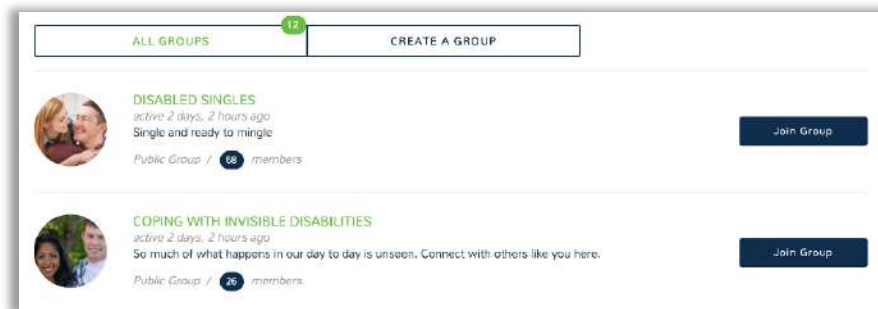 12
ALL GROUPS
CREATE A GROUP
DISABLED SINGLES
active 2 days, 2 hours ago
Single and ready to mingle
Join Group
Public Group / 68 members
COPING WITH INVISIBLE DISABILITIES
active 2 days, 2 hours ago
So much of what happens in our day to day is unseen. Connect with others like you here.
Join Group
Public Group / 26 members